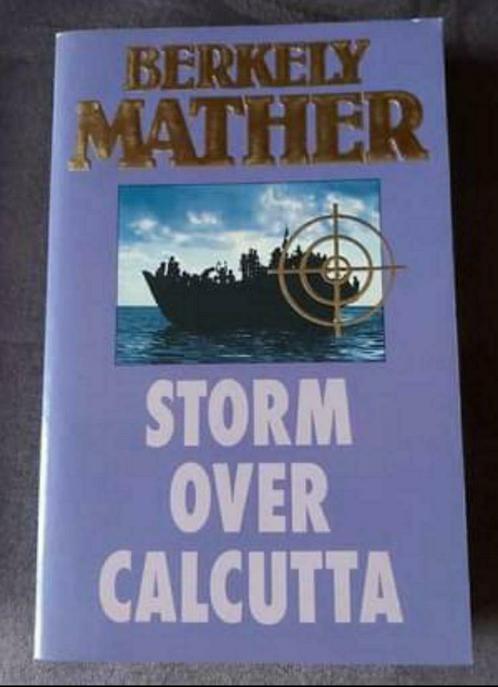 BERKELY
MATHER
STORM
OVER
CALCUTTA